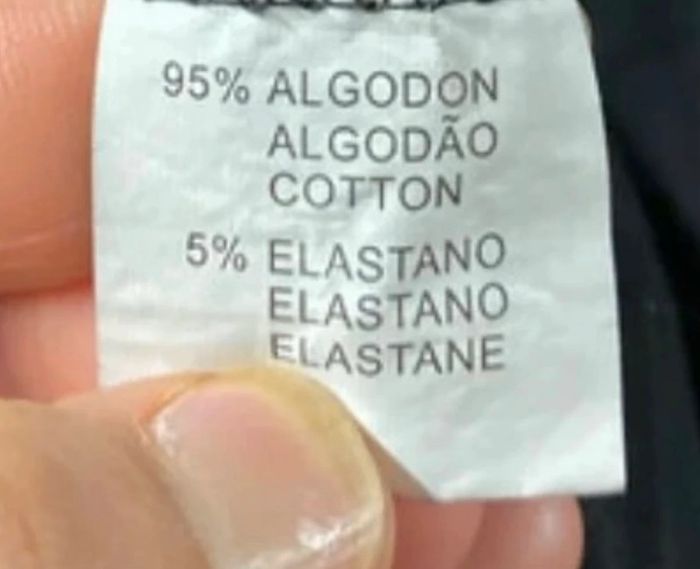 95% ALGODON
ALGODÃO
COTTON
5% ELASTANO
ELASTANO
ELASTANE